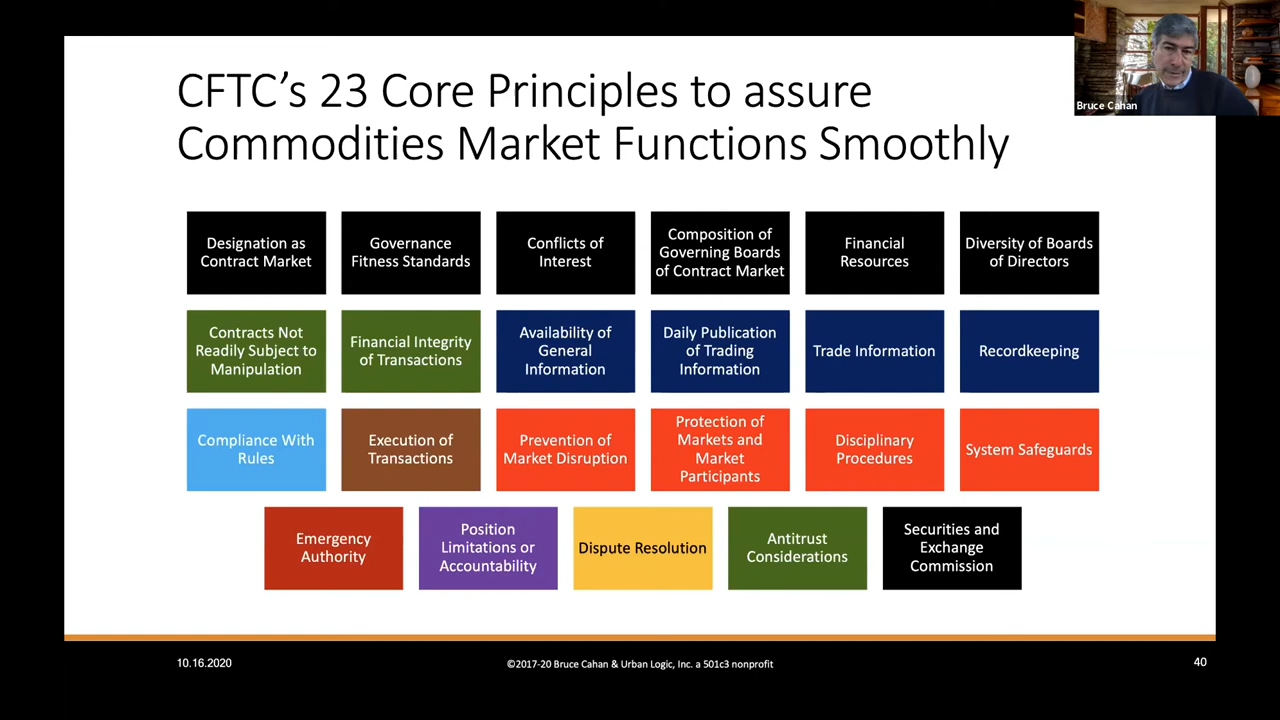 CFTC’s 23 Core Principles to assure
Commodities Market Functions Smoothly
Bruce Cahan
Designation as
Contract Market
Governance
Fitness Standards
Conflicts of
Interest
Composition of
Governing Boards
of Contract Market
Financial
Resources
Diversity of Boards
of Directors
Contracts Not
Readily Subject to
Manipulation
Financial Integrity
of Transactions
Availability of
General
Information
Daily Publication
of Trading
Information
Trade Information
Recordkeeping
Compliance With
Rules
Execution of
Transactions
Prevention of
Market Disruption
Protection of
Markets and
Market
Participants
Disciplinary
Procedures
System Safeguards
Emergency
Authority
Position
Limitations or
Accountability
Dispute Resolution
Antitrust
Considerations
Securities and
Exchange
Commission
10.16.2020
©2017-20 Bruce Cahan & Urban Logic, Inc. a 501c3 nonprofit
40